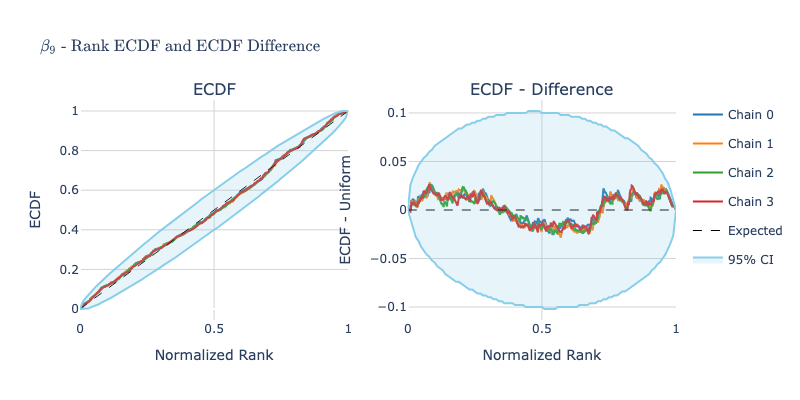 β₉ - Rank ECDF and ECDF Difference
ECDF
ECDF
1
0.8
0.6
0.4
0.2
0
0
0.5
1
Normalized Rank
ECDF - Difference
ECDF - Uniform
0.1
0.05
0
−0.05
−0.1
0
0.5
1
Normalized Rank
Chain 0
Chain 1
Chain 2
Chain 3
Expected
95% CI